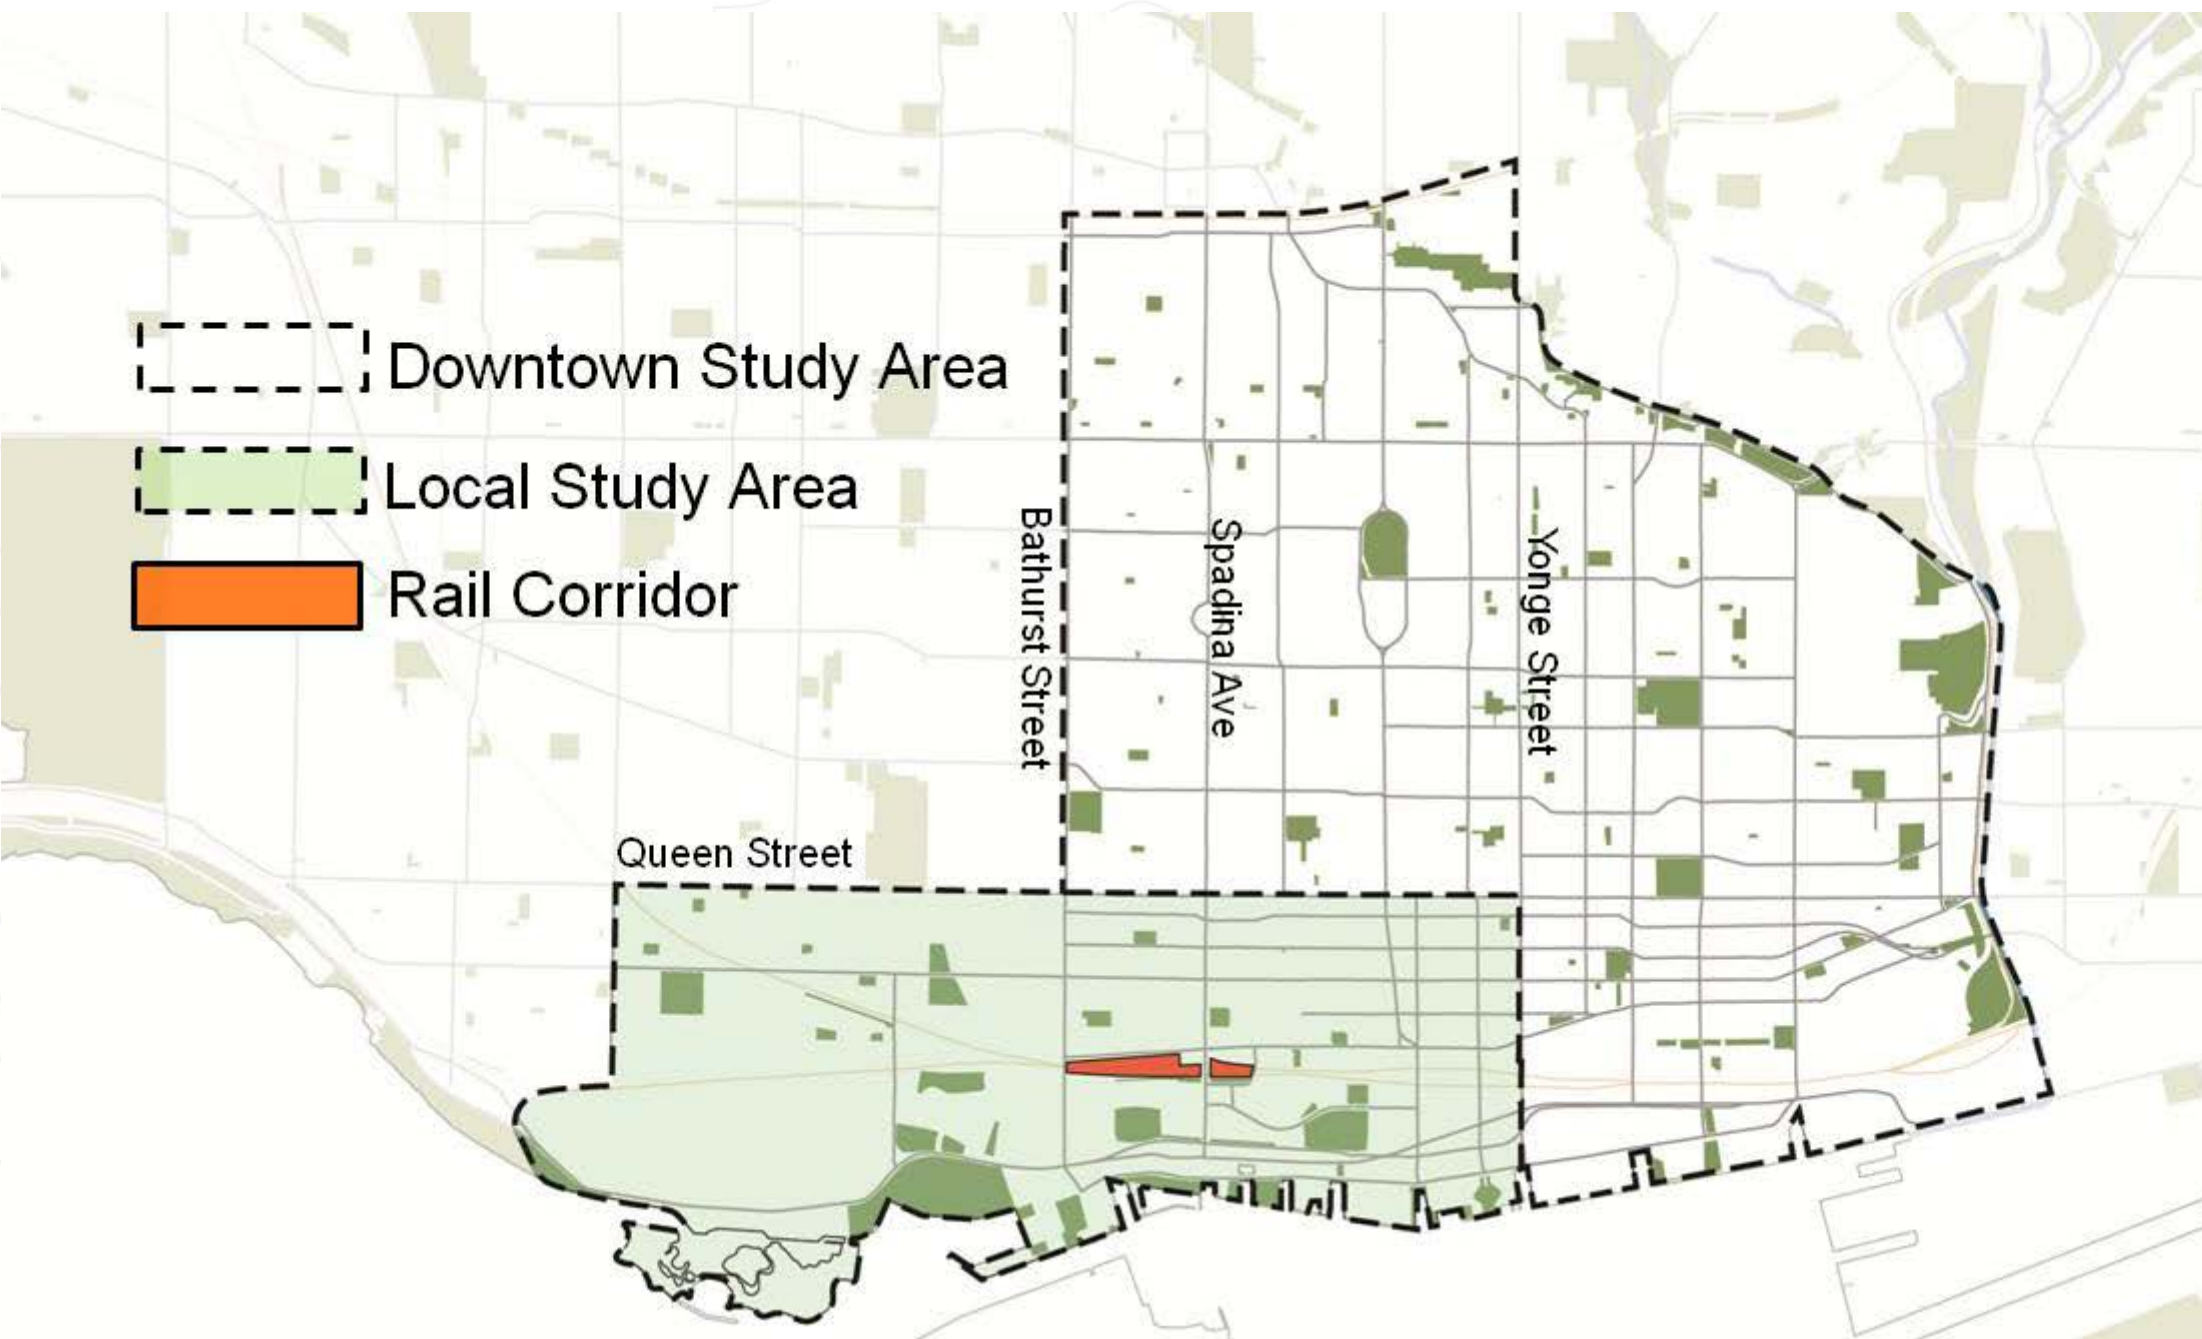 Downtown Study Area
Local Study Area
Rail Corridor
Bathurst Street
Spadina Ave
Yonge Street
Queen Street